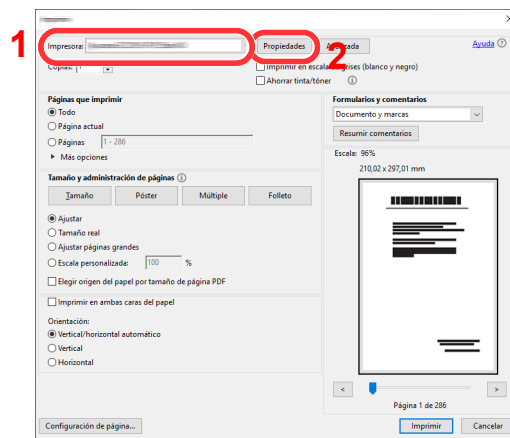 1
Impresora:
Propiedades
Avanzada
Ayuda
2
Copias: 1
Imprimir en escala de grises (blanco y negro)
Ahorrar tinta/tóner
Páginas que imprimir
Todo
Página actual
Páginas 1 - 286
Más opciones
Formularios y comentarios
Documento y marcas
Resumir comentarios
Escala: 96%
210,02 x 297,01 mm
Tamaño y administración de páginas
Tamaño Póster Múltiple Folleto
Ajustar
Tamaño real
Ajustar páginas grandes
Escala personalizada: 100 %
Elegir origen del papel por tamaño de página PDF
Imprimir en ambas caras del papel
Orientación:
Vertical/horizontal automático
Vertical
Horizontal
< >
Página 1 de 286
Configuración de página...
Imprimir
Cancelar